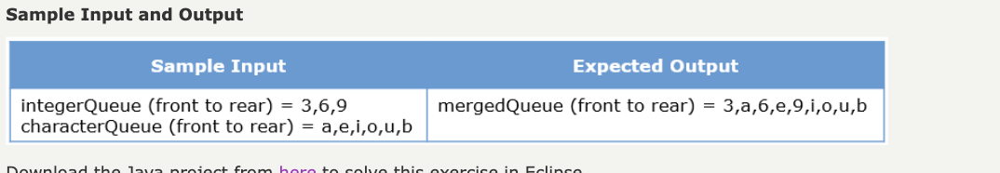 Sample Input and Output
Sample Input Expected Output
integerQueue (front to rear) = 3,6,9 mergedQueue (front to rear) = 3,a,6,e,9,i,o,u,b
characterQueue (front to rear) = a,e,i,o,u,b
Download the Java project from here to solve this exercise in Eclipse